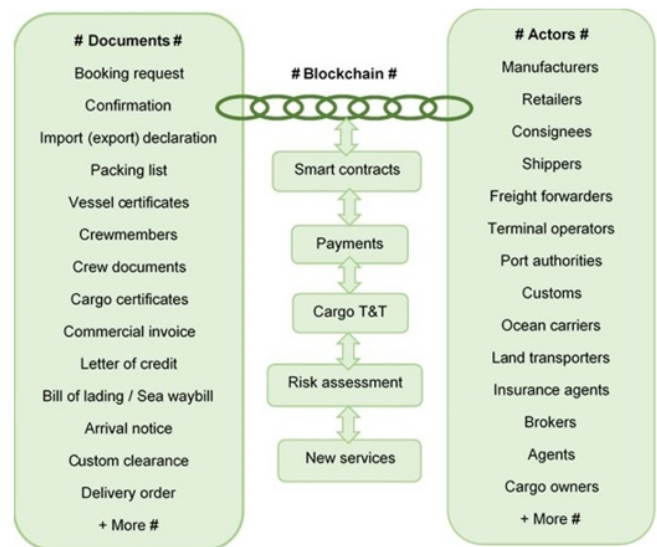 # Documents #
Booking request
Confirmation
Import (export) declaration
Packing list
Vessel certificates
Crewmembers
Crew documents
Cargo certificates
Commercial invoice
Letter of credit
Bill of lading / Sea waybill
Arrival notice
Custom clearance
Delivery order
+ More #
# Blockchain #
Smart contracts
Payments
Cargo T&T
Risk assessment
New services
# Actors #
Manufacturers
Retailers
Consignees
Shippers
Freight forwarders
Terminal operators
Port authorities
Customs
Ocean carriers
Land transporters
Insurance agents
Brokers
Agents
Cargo owners
+ More #